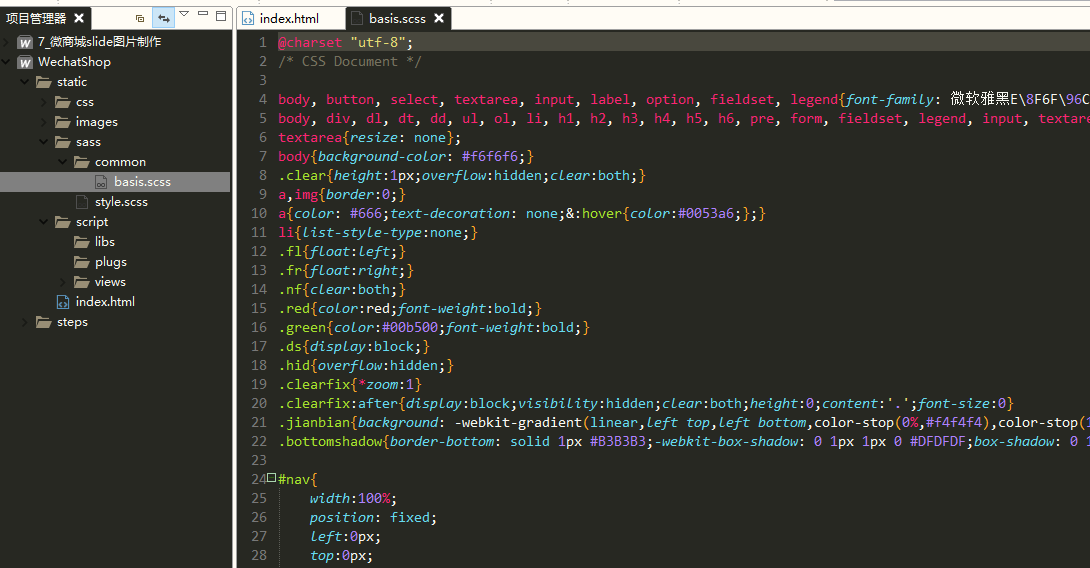 项目管理器
index.html
basis.scss
7_微商城slide图片制作
W WechatShop
static
css
images
sass
common
basis.scss
style.scss
script
libs
plugs
views
index.html
steps
1 @charset "utf-8";
2 /* CSS Document */
3
4 body, button, select, textarea, input, label, option, fieldset, legend{font-family: 微软雅黑E\8F6F\96C
5 body, div, dl, dt, dd, ul, ol, li, h1, h2, h3, h4, h5, h6, pre, form, fieldset, legend, input, textare
6 textarea{resize: none};
7 body{background-color: #f6f6f6;}
8 .clear{height:1px;overflow:hidden;clear:both;}
9 a,img{border:0;}
10 a{color: #666;text-decoration: none;&:hover{color:#0053a6;};}
11 li{list-style-type:none;}
12 .fl{float:left;}
13 .fr{float:right;}
14 .nf{clear:both;}
15 .red{color:red;font-weight:bold;}
16 .green{color:#00b500;font-weight:bold;}
17 .ds{display:block;}
18 .hid{overflow:hidden;}
19 .clearfix{*zoom:1}
20 .clearfix:after{display:block;visibility:hidden;clear:both;height:0;content:'.';font-size:0}
21 .jianbian{background: -webkit-gradient(linear,left top,left bottom,color-stop(0%,#f4f4f4),color-stop(1
22 .bottomshadow{border-bottom: solid 1px #B3B3B3;-webkit-box-shadow: 0 1px 1px 0 #DFDFDF;box-shadow: 0 1
23
24 #nav{
25 width:100%;
26 position: fixed;
27 left:0px;
28 top:0px;